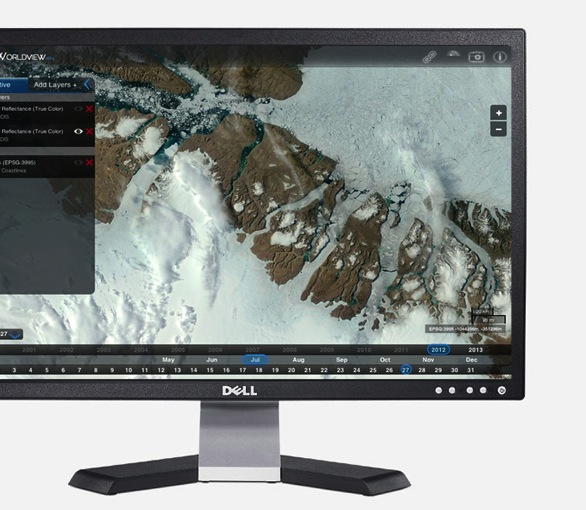 WORLDVIEW
tive
Add Layers +
ers
Reflectance (True Color)
DIS
Reflectance (True Color)
DIS
(EPSG:3995)
Coastlines
+
-
27
EPSG:3995
2001 2002 2003 2004 2005 2006 2007 2008 2009 2010 2011 2012 2013
May Jun Jul Aug Sep Oct Nov Dec
3 4 5 6 7 8 9 10 11 12 13 14 15 16 17 18 19 20 21 22 23 24 25 26 27 28 29 30 31
DELL